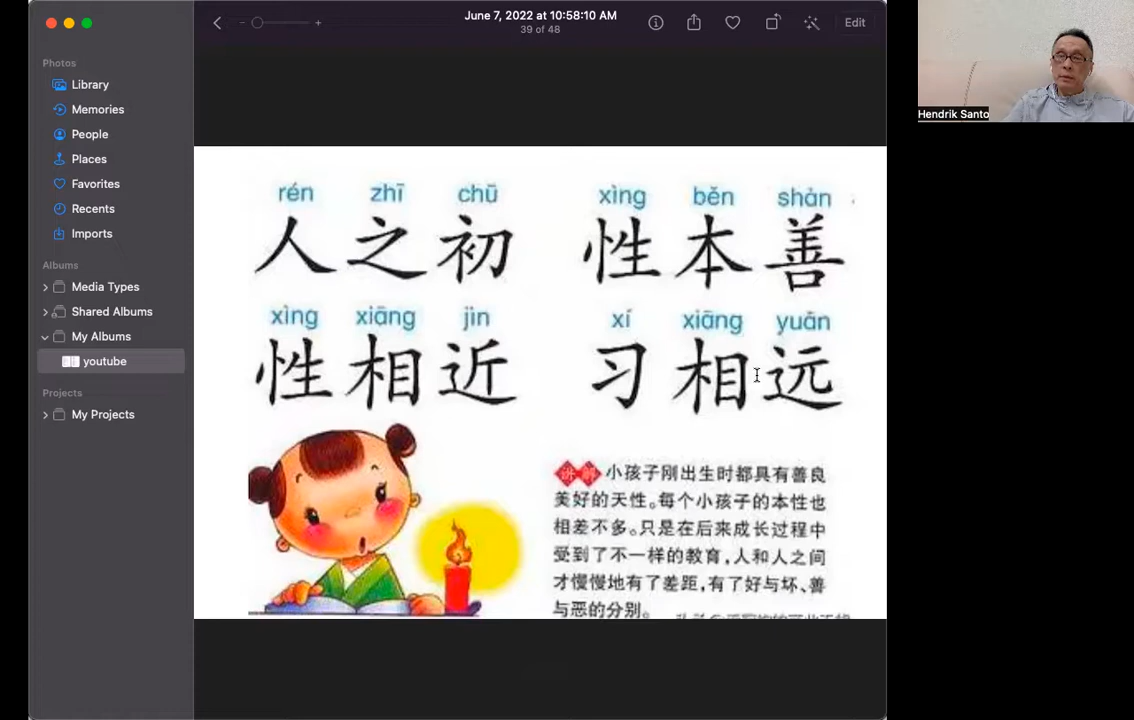 June 7, 2022 at 10:58:10 AM
39 of 48
Edit
Photos
Library
Memories
People
Places
Favorites
Recents
Imports
Albums
Media Types
Shared Albums
My Albums
youtube
Projects
My Projects
rén zhī chū xìng běn shàn
人之初 性本善
xìng xiāng jìn xí xiāng yuǎn
性相近 习相远
讲解 小孩子刚出生时都具有善良
美好的天性。每个小孩子的本性也
相差不多。只是在后来成长过程中
受到了不一样的教育,人和人之间
才慢慢地有了差距,有了好与坏、善
与恶的分别。
Hendrik Santo